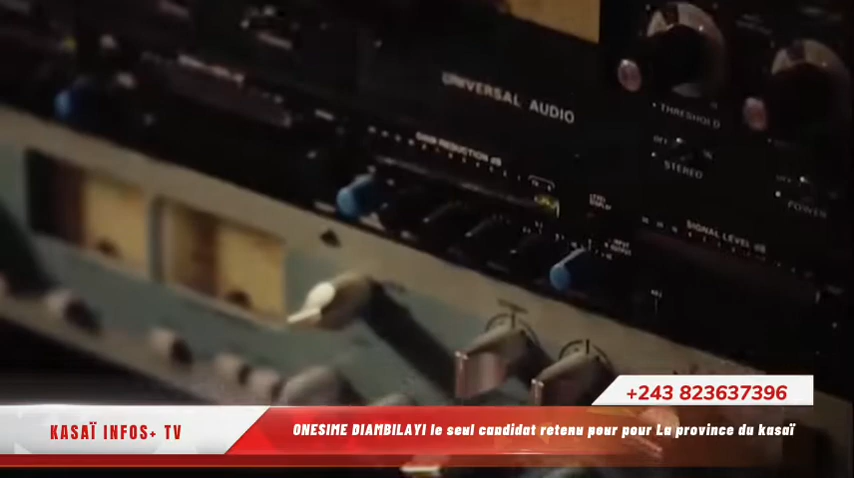 UNIVERSAL AUDIO
THRESHOLD
GAIN REDUCTION dB
OFF
STEREO
POWER
SIGNAL LEVEL dB
+243 823637396
KASAÏ INFOS+ TV
ONESIME DIAMBILAYI le seul candidat retenu pour pour La province du kasaï